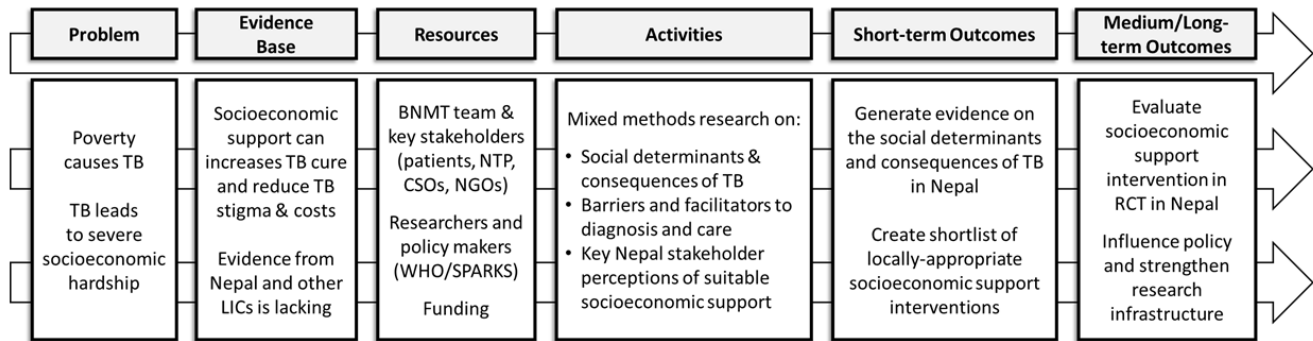 Problem
Evidence
Base
Resources
Activities
Short-term Outcomes
Medium/Long-
term Outcomes
Poverty
causes TB
TB leads
to severe
socioeconomic
hardship
Socioeconomic
support can
increases TB cure
and reduce TB
stigma & costs
Evidence from
Nepal and other
LICs is lacking
BNMT team &
key stakeholders
(patients, NTP,
CSOs, NGOs)
Researchers and
policy makers
(WHO/SPARKS)
Funding
Mixed methods research on:
• Social determinants &
consequences of TB
• Barriers and facilitators to
diagnosis and care
• Key Nepal stakeholder
perceptions of suitable
socioeconomic support
Generate evidence on
the social determinants
and consequences of TB
in Nepal
Create shortlist of
locally-appropriate
socioeconomic support
interventions
Evaluate
socioeconomic
support
intervention in
RCT in Nepal
Influence policy
and strengthen
research
infrastructure